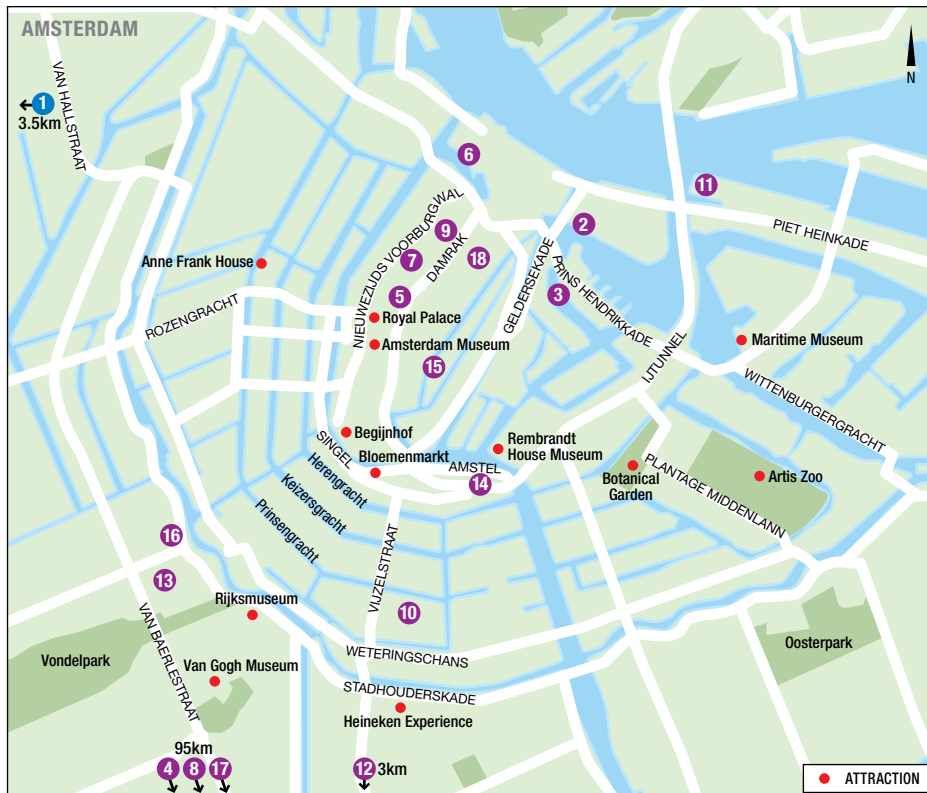 AMSTERDAM
N
VAN HALLSTRAAT
1
3.5km
6
11
PIET HEINKADE
NIEUWEZIJDS VOORBURGWAL
9
2
7
DAMRAK
18
GELDERSEKADE
PRINS HENDRIKKADE
3
Anne Frank House
5
ROZENGRACHT
Royal Palace
Amsterdam Museum
15
IJTUNNEL
Maritime Museum
WITTENBURGERGRACHT
Begijnhof
SINGEL
Bloemenmarkt
AMSTEL
14
Rembrandt
House Museum
Botanical
Garden
PLANTAGE MIDDENLANN
Artis Zoo
Herengracht
Keizersgracht
Prinsengracht
16
13
VIJZELSTRAAT
10
Rijksmuseum
VAN BAERLESTRAAT
WETERINGSCHANS
Oosterpark
Vondelpark
Van Gogh Museum
STADHOUDERSKADE
Heineken Experience
95km
4
8
17
12
3km
ATTRACTION